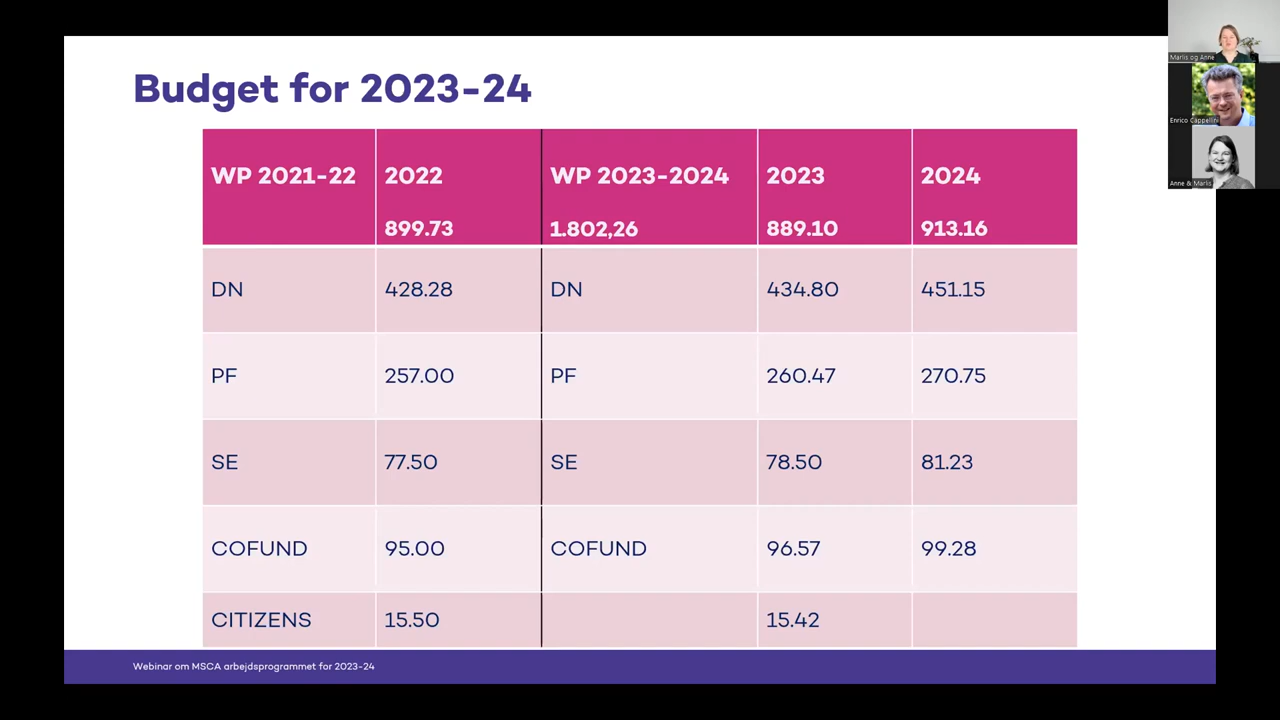 Budget for 2023-24
WP 2021-22 2022 WP 2023-2024 2023 2024
899.73 1.802,26 889.10 913.16
DN 428.28 DN 434.80 451.15
PF 257.00 PF 260.47 270.75
SE 77.50 SE 78.50 81.23
COFUND 95.00 COFUND 96.57 99.28
CITIZENS 15.50 15.42
Webinar om MSCA arbejdsprogrammet for 2023-24
Marlis og Anne
Enrico Cappellini
Anne & Marlis